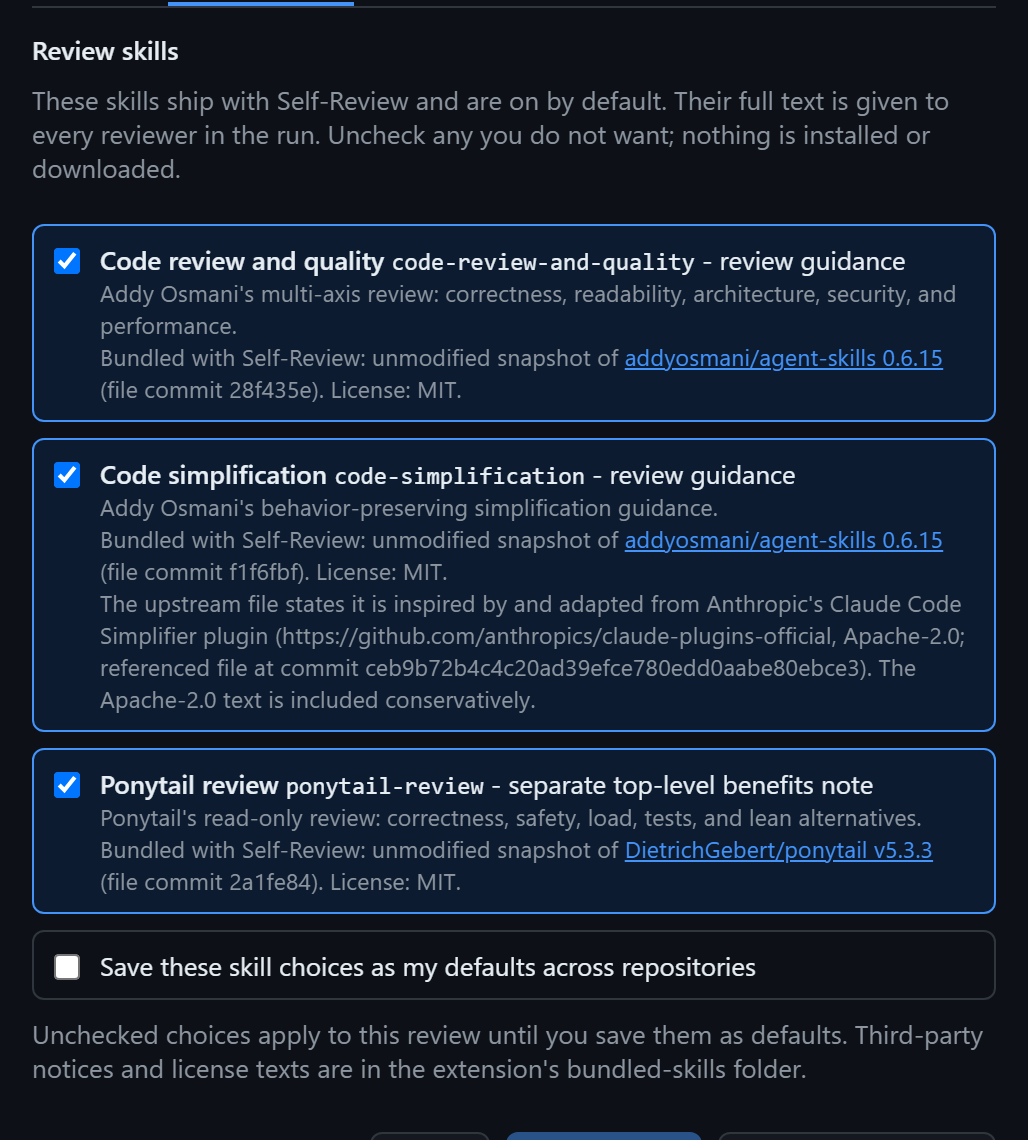 Review skills
These skills ship with Self-Review and are on by default. Their full text is given to
every reviewer in the run. Uncheck any you do not want; nothing is installed or
downloaded.
Code review and quality code-review-and-quality - review guidance
Addy Osmani's multi-axis review: correctness, readability, architecture, security, and
performance.
Bundled with Self-Review: unmodified snapshot of addyosmani/agent-skills 0.6.15
(file commit 28f435e). License: MIT.
Code simplification code-simplification - review guidance
Addy Osmani's behavior-preserving simplification guidance.
Bundled with Self-Review: unmodified snapshot of addyosmani/agent-skills 0.6.15
(file commit f1f6fbf). License: MIT.
The upstream file states it is inspired by and adapted from Anthropic's Claude Code
Simplifier plugin (https://github.com/anthropics/claude-plugins-official, Apache-2.0;
referenced file at commit ceb9b72b4c4c20ad39efce780edd0aabe80ebce3). The
Apache-2.0 text is included conservatively.
Ponytail review ponytail-review - separate top-level benefits note
Ponytail's read-only review: correctness, safety, load, tests, and lean alternatives.
Bundled with Self-Review: unmodified snapshot of DietrichGebert/ponytail v5.3.3
(file commit 2a1fe84). License: MIT.
Save these skill choices as my defaults across repositories
Unchecked choices apply to this review until you save them as defaults. Third-party
notices and license texts are in the extension's bundled-skills folder.